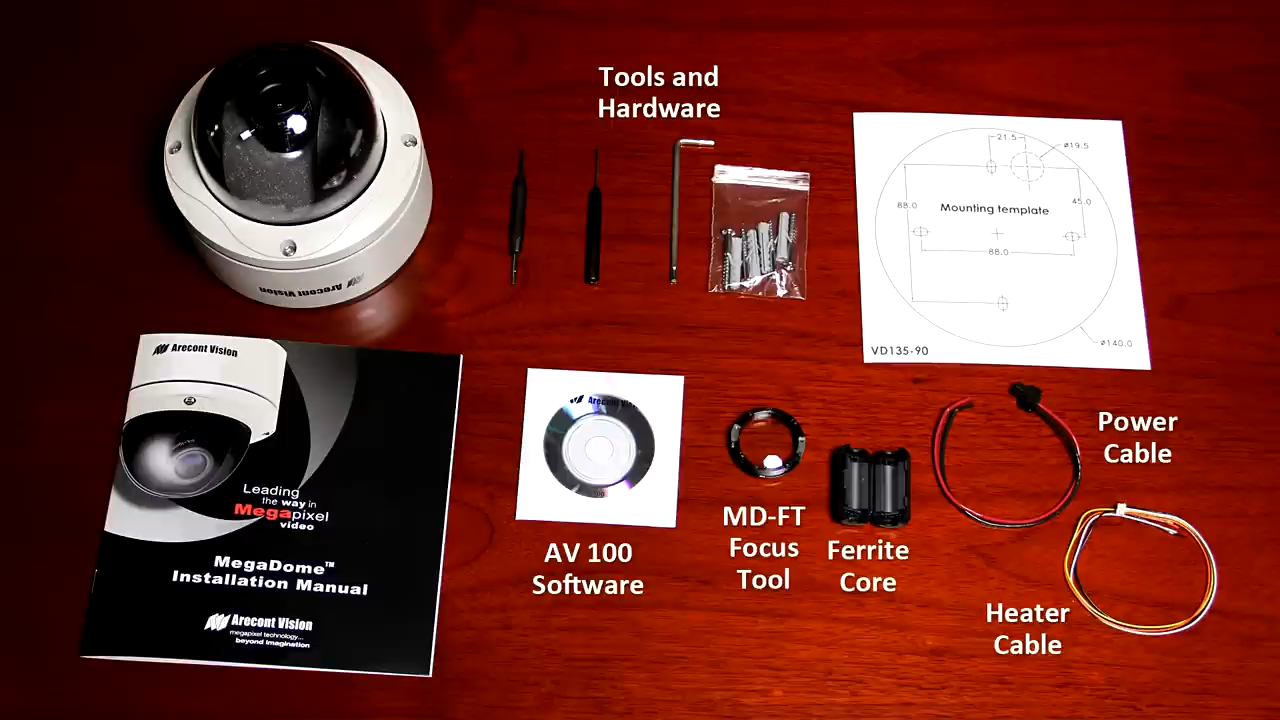 Tools and
Hardware
Arecont Vision
21.5
ø19.5
88.0
45.0
Mounting template
88.0
ø140.0
VD135-90
Arecont Vision
Leading
the way in
Megapixel
video
MegaDome™
Installation Manual
Arecont Vision
megapixel technology...
beyond imagination
Arecont Vision
AV 100
Software
MD-FT
Focus
Tool
Ferrite
Core
Power
Cable
Heater
Cable